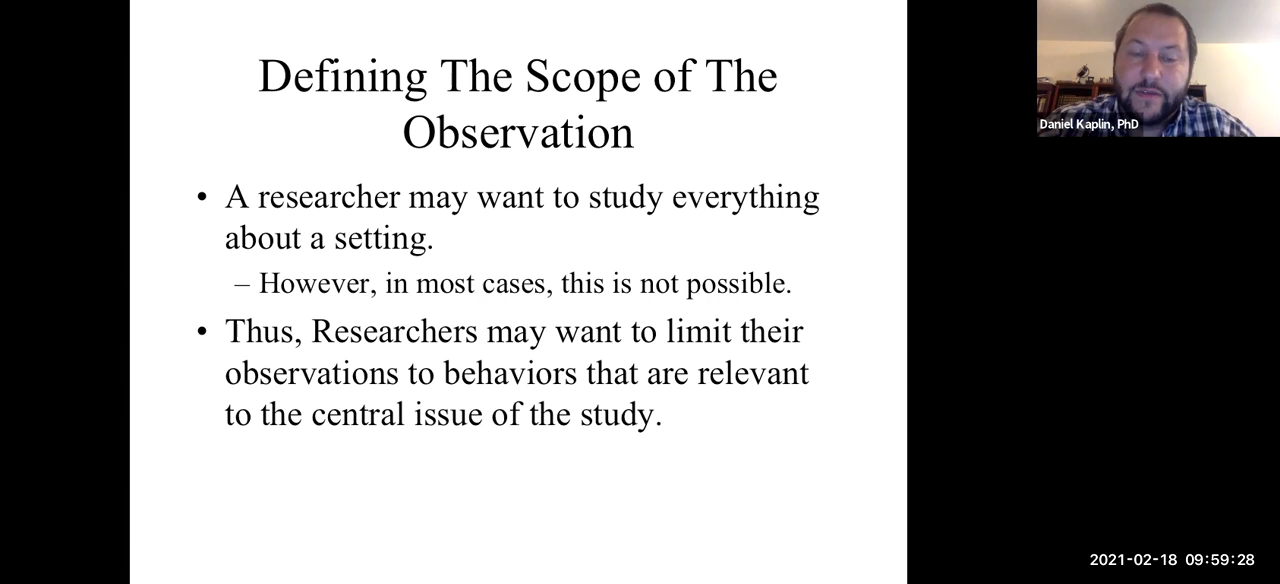 Defining The Scope of The
Observation
• A researcher may want to study everything
about a setting.
– However, in most cases, this is not possible.
• Thus, Researchers may want to limit their
observations to behaviors that are relevant
to the central issue of the study.
Daniel Kaplin, PhD
2021-02-18 09:59:28